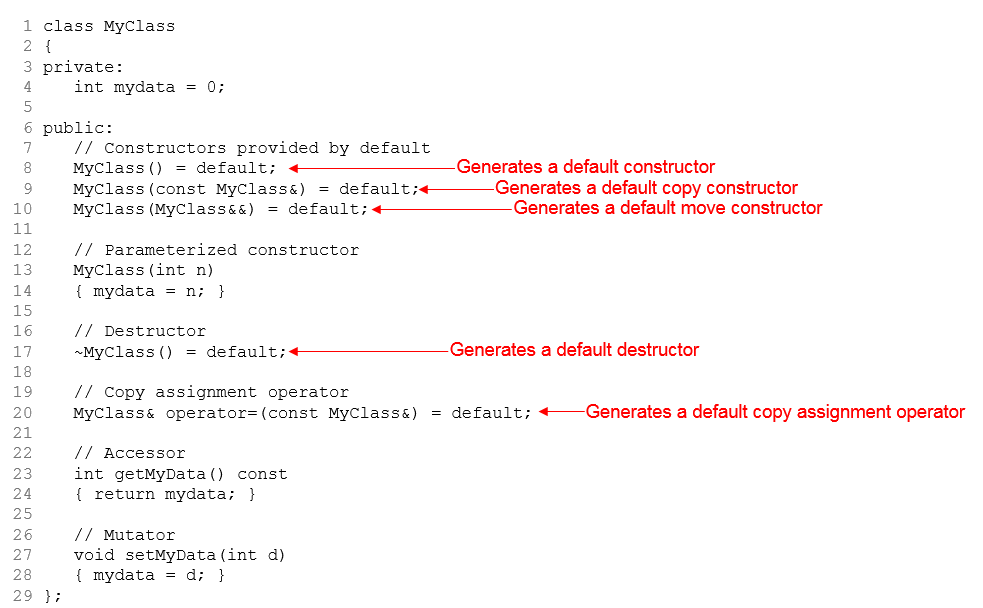 1 class MyClass
2 {
3 private:
4    int mydata = 0;
5
6 public:
7    // Constructors provided by default
8    MyClass() = default; Generates a default constructor
9    MyClass(const MyClass&) = default; Generates a default copy constructor
10    MyClass(MyClass&&) = default; Generates a default move constructor
11
12    // Parameterized constructor
13    MyClass(int n)
14    { mydata = n; }
15
16    // Destructor
17    ~MyClass() = default; Generates a default destructor
18
19    // Copy assignment operator
20    MyClass& operator=(const MyClass&) = default; Generates a default copy assignment operator
21
22    // Accessor
23    int getMyData() const
24    { return mydata; }
25
26    // Mutator
27    void setMyData(int d)
28    { mydata = d; }
29 };